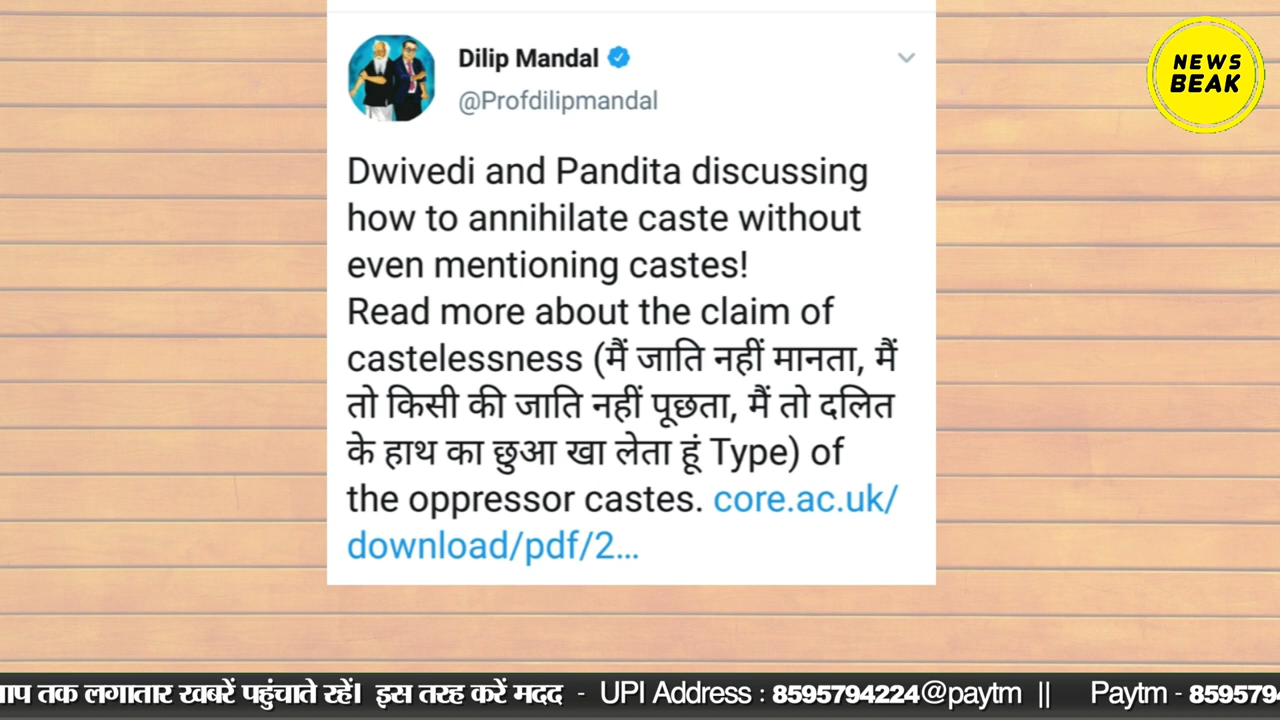 Dilip Mandal
@Profdilipmandal
NEWS
BEAK
Dwivedi and Pandita discussing
how to annihilate caste without
even mentioning castes!
Read more about the claim of
castelessness (मैं जाति नहीं मानता, मैं
तो किसी की जाति नहीं पूछता, मैं तो दलित
के हाथ का छुआ खा लेता हूं Type) of
the oppressor castes. core.ac.uk/
download/pdf/2...
तक लगातार खबरें पहुंचाते रहें। इस तरह करें मदद - UPI Address : 8595794224@paytm || Paytm -